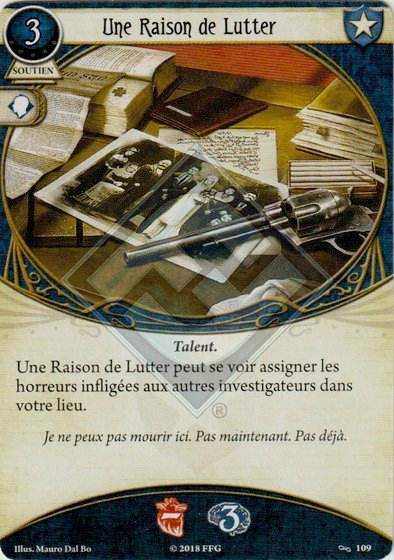 3
Une Raison de Lutter
SOUTIEN
Talent.
Une Raison de Lutter peut se voir assigner les
horreurs infligées aux autres investigateurs dans
votre lieu.
®
Je ne peux pas mourir ici. Pas maintenant. Pas déjà.
– 3
Illus. Mauro Dal Bo © 2018 FFG 109